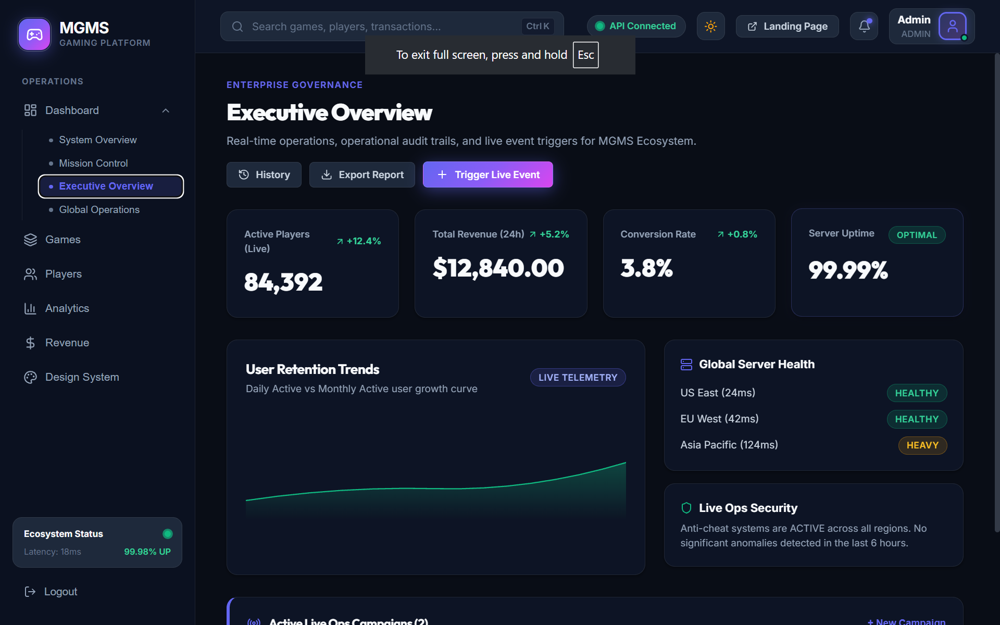 MGMS
GAMING PLATFORM
OPERATIONS
Dashboard
System Overview
Mission Control
Executive Overview
Global Operations
Games
Players
Analytics
Revenue
Design System
Ecosystem Status
Latency: 18ms 99.98% UP
Logout
Search games, players, transactions... Ctrl K
API Connected
Landing Page
Admin
ADMIN
To exit full screen, press and hold Esc
ENTERPRISE GOVERNANCE
Executive Overview
Real-time operations, operational audit trails, and live event triggers for MGMS Ecosystem.
History
Export Report
Trigger Live Event
Active Players
(Live)
+12.4%
84,392
Total Revenue (24h) +5.2%
$12,840.00
Conversion Rate +0.8%
3.8%
Server Uptime OPTIMAL
99.99%
User Retention Trends
Daily Active vs Monthly Active user growth curve
LIVE TELEMETRY
Global Server Health
US East (24ms) HEALTHY
EU West (42ms) HEALTHY
Asia Pacific (124ms) HEAVY
Live Ops Security
Anti-cheat systems are ACTIVE across all regions. No
significant anomalies detected in the last 6 hours.
Active Live Ops Campaigns (2)
+ New Campaign